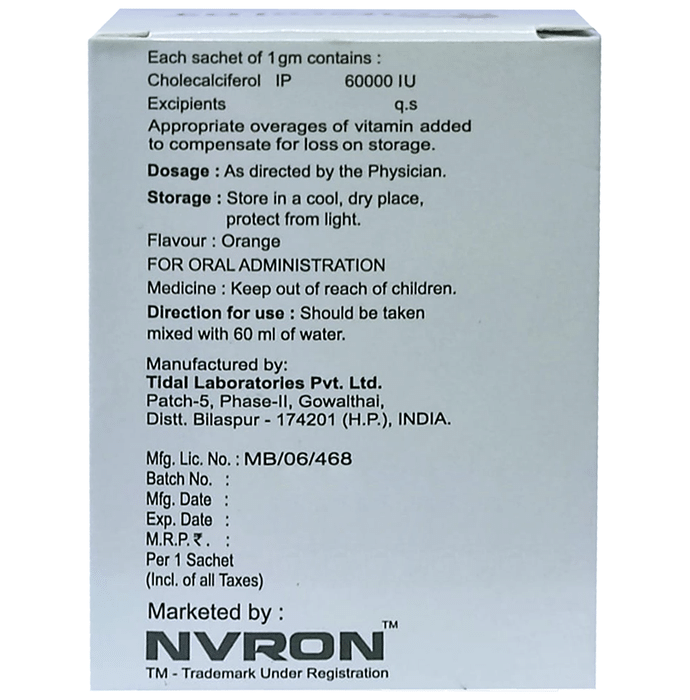 Each sachet of 1gm contains :
Cholecalciferol IP 60000 IU
Excipients q.s
Appropriate overages of vitamin added
to compensate for loss on storage.
Dosage : As directed by the Physician.
Storage : Store in a cool, dry place,
protect from light.
Flavour : Orange
FOR ORAL ADMINISTRATION
Medicine : Keep out of reach of children.
Direction for use : Should be taken
mixed with 60 ml of water.
Manufactured by:
Tidal Laboratories Pvt. Ltd.
Patch-5, Phase-II, Gowalthai,
Distt. Bilaspur - 174201 (H.P.), INDIA.
Mfg. Lic. No. : MB/06/468
Batch No. :
Mfg. Date :
Exp. Date :
M.R.P.₹ . :
Per 1 Sachet
(Incl. of all Taxes)
Marketed by :
NVRON™
TM - Trademark Under Registration